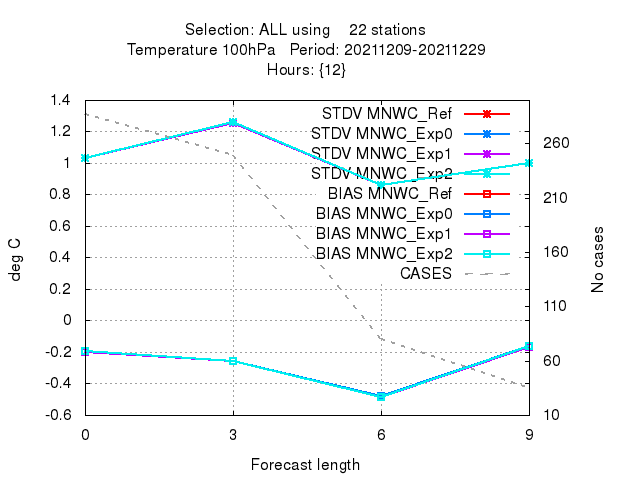 Selection: ALL using 22 stations
Temperature 100hPa Period: 20211209-20211229
Hours: {12}
1.4
1.2
1
0.8
0.6
0.4
0.2
0
-0.2
-0.4
-0.6
deg C
STDV MNWC_Ref
STDV MNWC_Exp0
STDV MNWC_Exp1
STDV MNWC_Exp2
BIAS MNWC_Ref
BIAS MNWC_Exp0
BIAS MNWC_Exp1
BIAS MNWC_Exp2
CASES
260
210
160
110
60
10
No cases
0 3 6 9
Forecast length